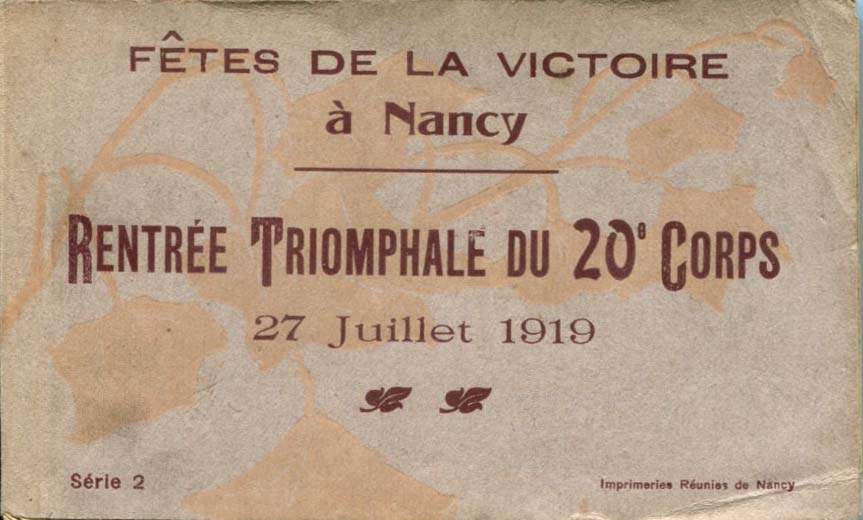 FÊTES DE LA VICTOIRE
à Nancy
RENTRÉE TRIOMPHALE DU 20e CORPS
27 Juillet 1919
Série 2
Imprimeries Réunies de Nancy